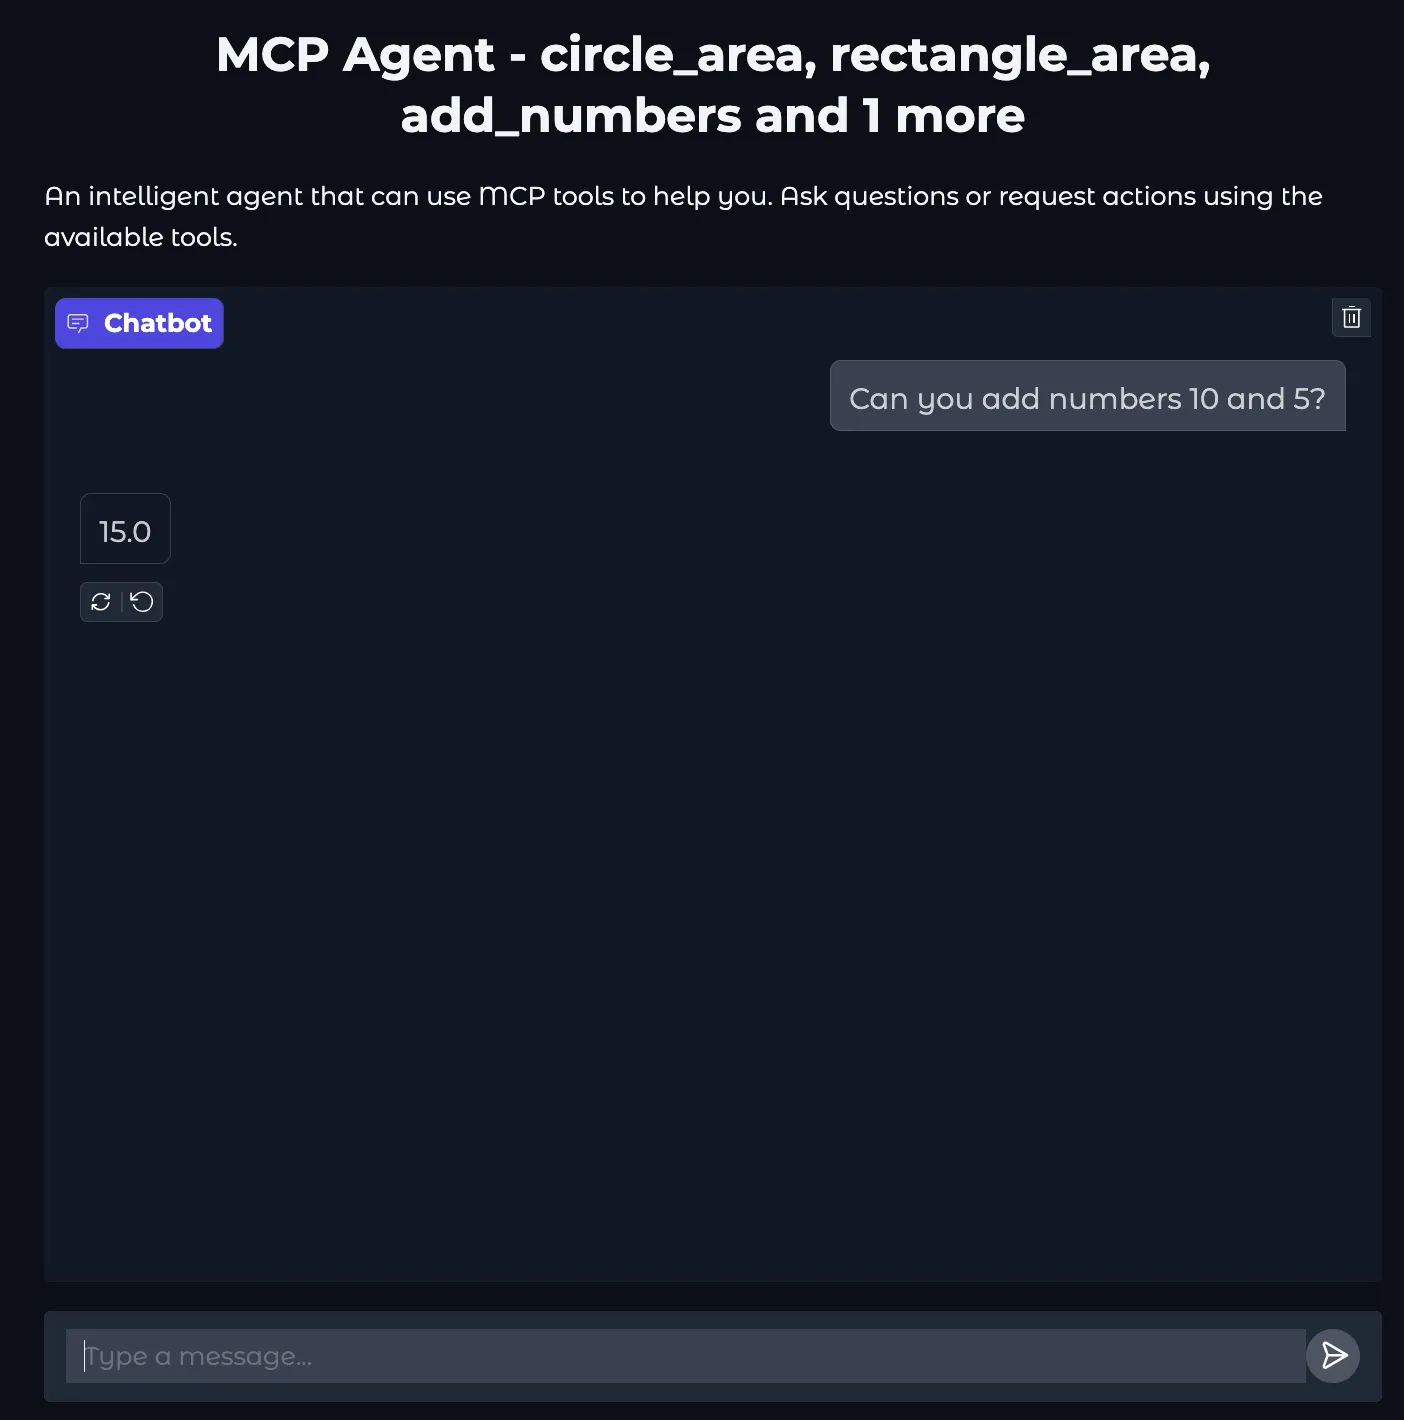 MCP Agent - circle_area, rectangle_area,
add_numbers and 1 more
An intelligent agent that can use MCP tools to help you. Ask questions or request actions using the
available tools.
Chatbot
Can you add numbers 10 and 5?
15.0
Type a message...